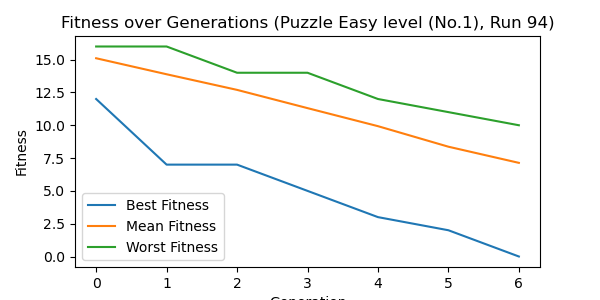 Fitness over Generations (Puzzle Easy level (No.1), Run 94)
Fitness
15.0
12.5
10.0
7.5
5.0
2.5
0.0
Best Fitness
Mean Fitness
Worst Fitness
0 1 2 3 4 5 6
Generation